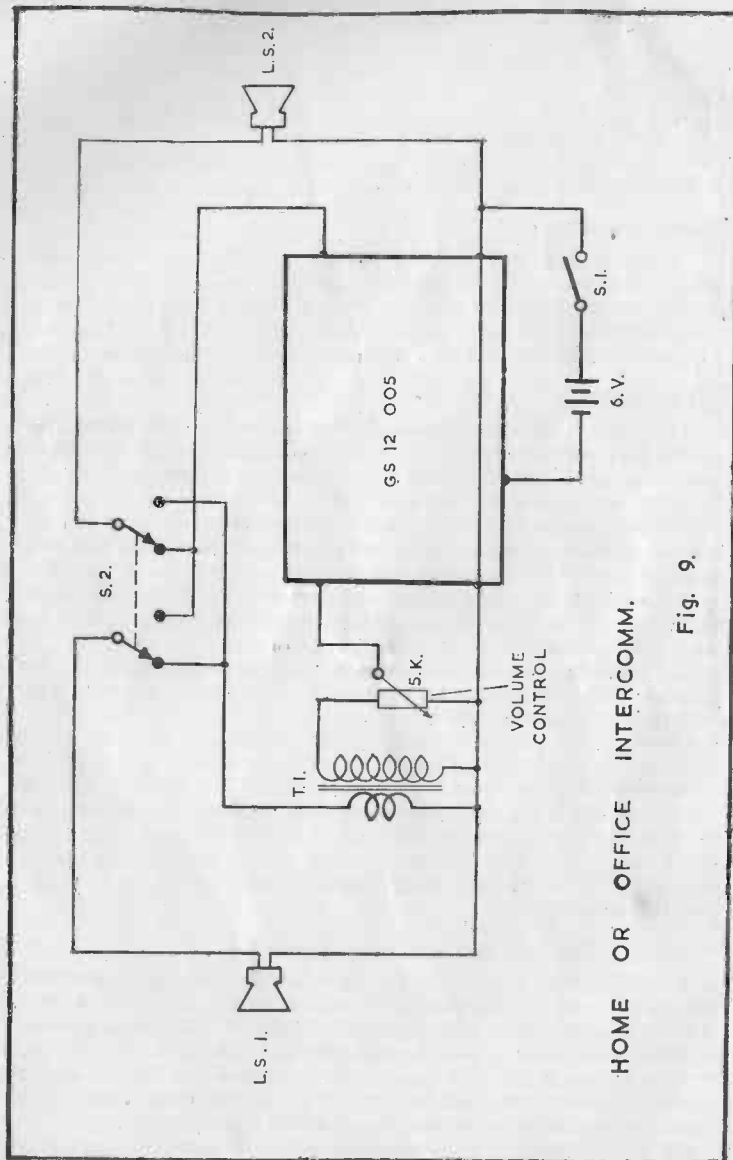 L.S.2.
S.2.
GS 12 005
S.1.
6.V.
T.1.
5.K.
VOLUME
CONTROL
L.S.1.
HOME OR OFFICE INTERCOMM.
Fig. 9.